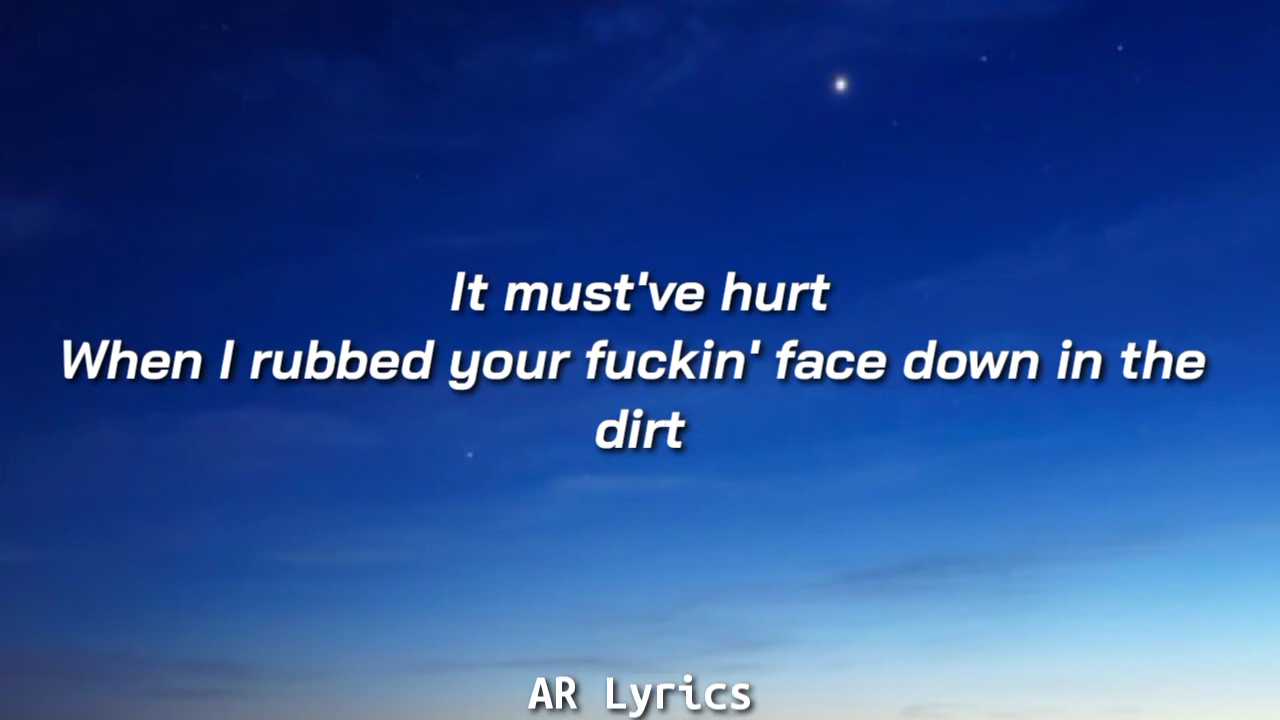 It must've hurt
When I rubbed your fuckin' face down in the
dirt
AR Lyrics